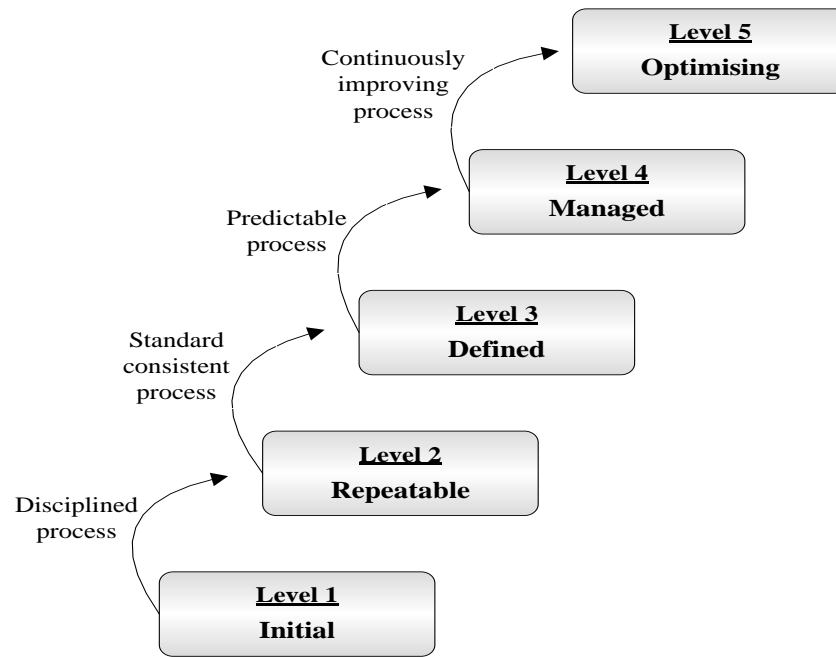 Level 5
Optimising
Continuously
improving
process
Level 4
Managed
Predictable
process
Level 3
Defined
Standard
consistent
process
Level 2
Repeatable
Disciplined
process
Level 1
Initial